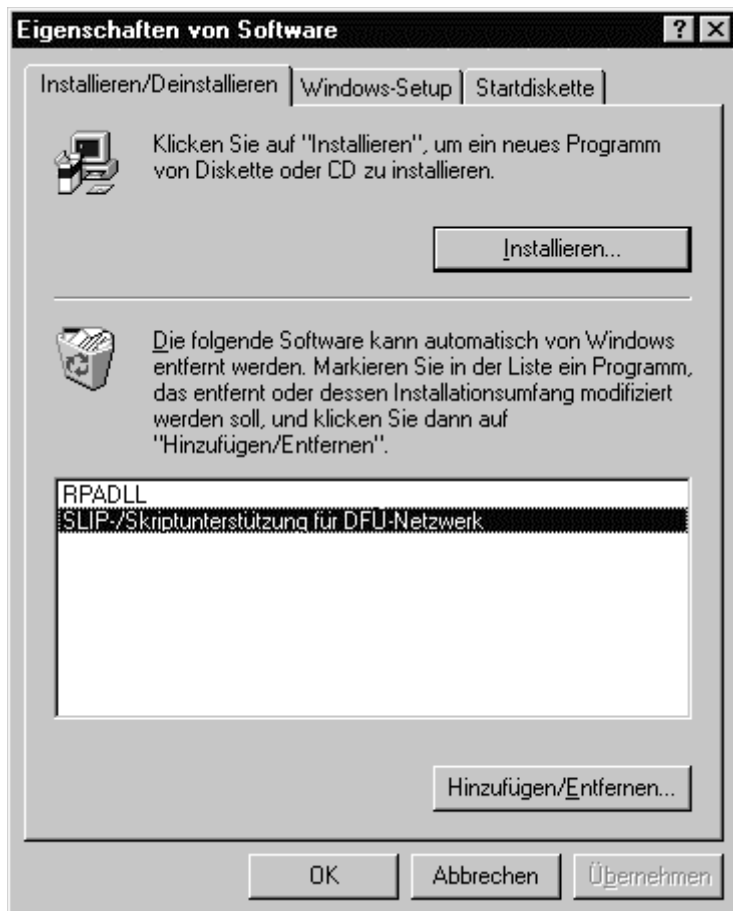 Eigenschaften von Software
Installieren/Deinstallieren
Windows-Setup
Startdiskette
Klicken Sie auf "Installieren", um ein neues Programm
von Diskette oder CD zu installieren.
Installieren...
Die folgende Software kann automatisch von Windows
entfernt werden. Markieren Sie in der Liste ein Programm,
das entfernt oder dessen Installationsumfang modifiziert
werden soll, und klicken Sie dann auf
"Hinzufügen/Entfernen".
RPADLL
SLIP-/Skriptunterstützung für DFÜ-Netzwerk
Hinzufügen/Entfernen...
OK
Abbrechen
Übernehmen